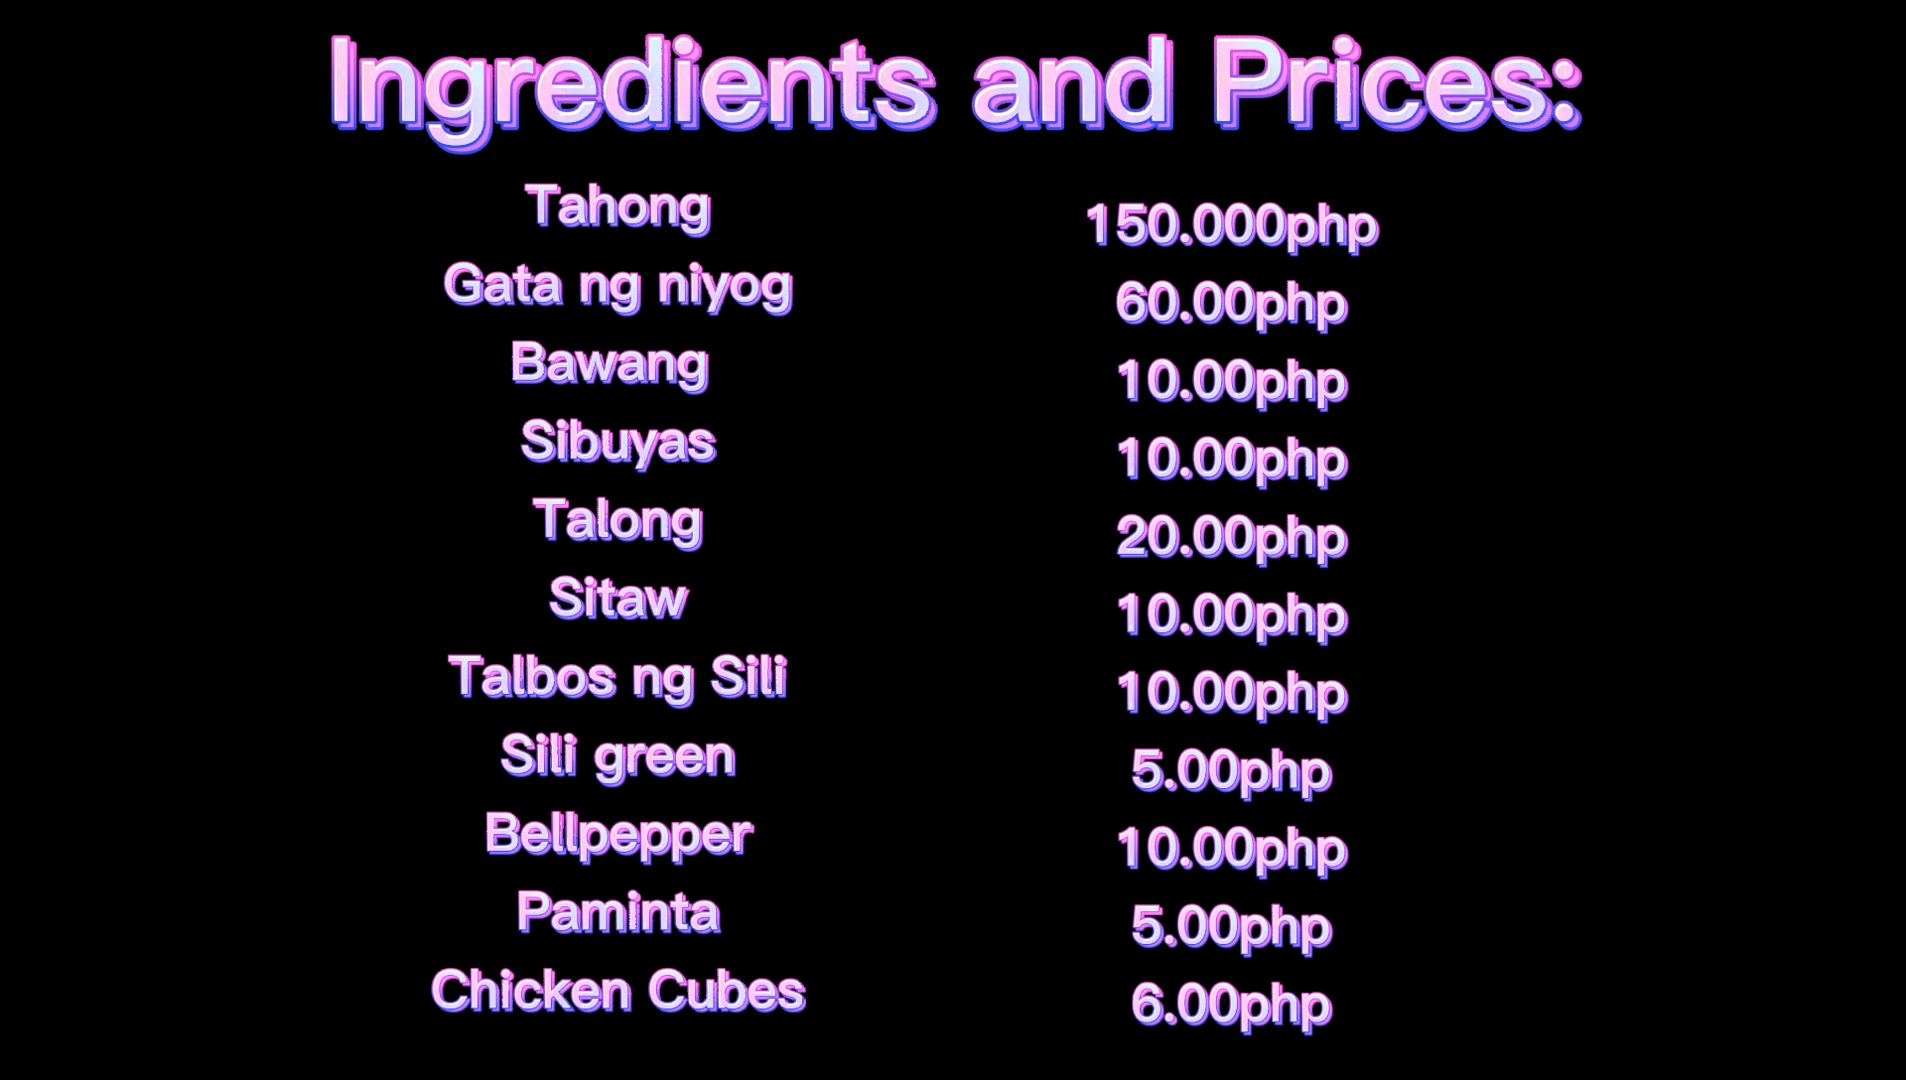 Ingredients and Prices:
Tahong 150.000php
Gata ng niyog 60.00php
Bawang 10.00php
Sibuyas 10.00php
Talong 20.00php
Sitaw 10.00php
Talbos ng Sili 10.00php
Sili green 5.00php
Bellpepper 10.00php
Paminta 5.00php
Chicken Cubes 6.00php